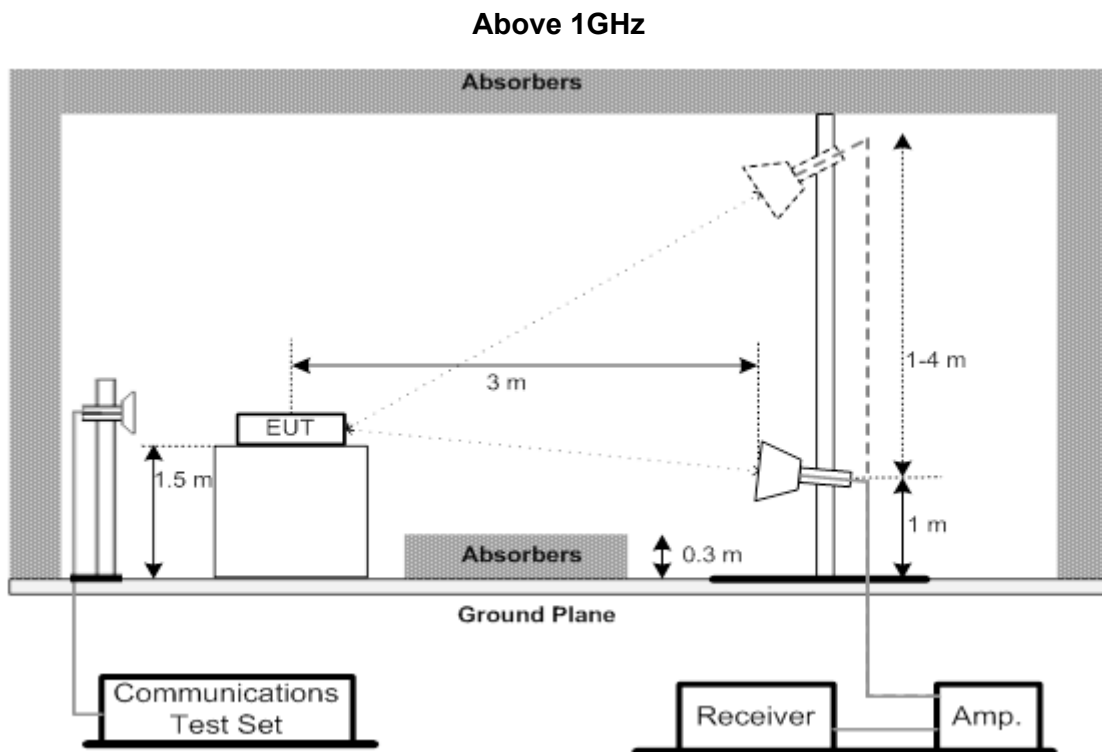 Above 1GHz
Absorbers
1-4 m
3 m
EUT
1.5 m
1 m
Absorbers
0.3 m
Ground Plane
Communications
Test Set
Receiver
Amp.